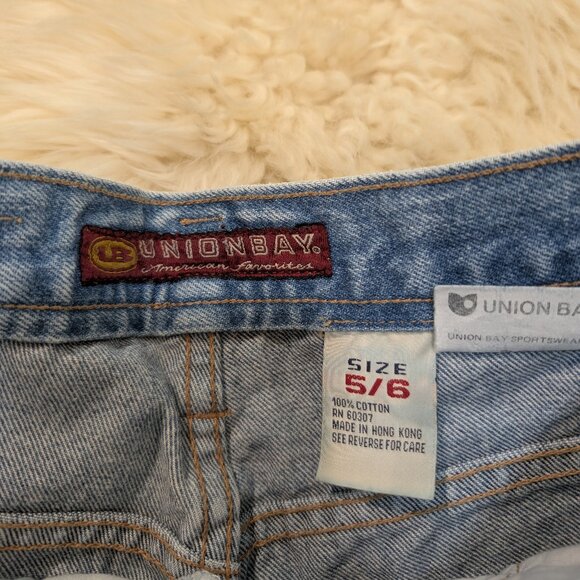 UB UNIONBAY®
American Favorites
UNION BA
UNION BAY SPORTSWEA
SIZE
5/6
100% COTTON
RN 60307
MADE IN HONG KONG
SEE REVERSE FOR CARE